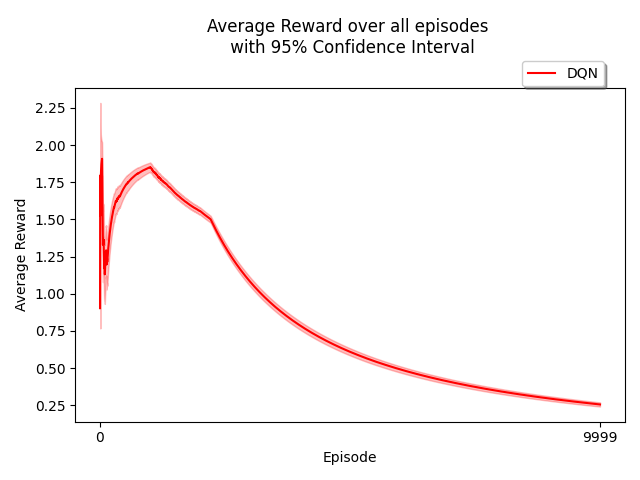 Average Reward over all episodes
with 95% Confidence Interval
DQN
2.25
2.00
1.75
1.50
1.25
1.00
0.75
0.50
0.25
Average Reward
0
9999
Episode